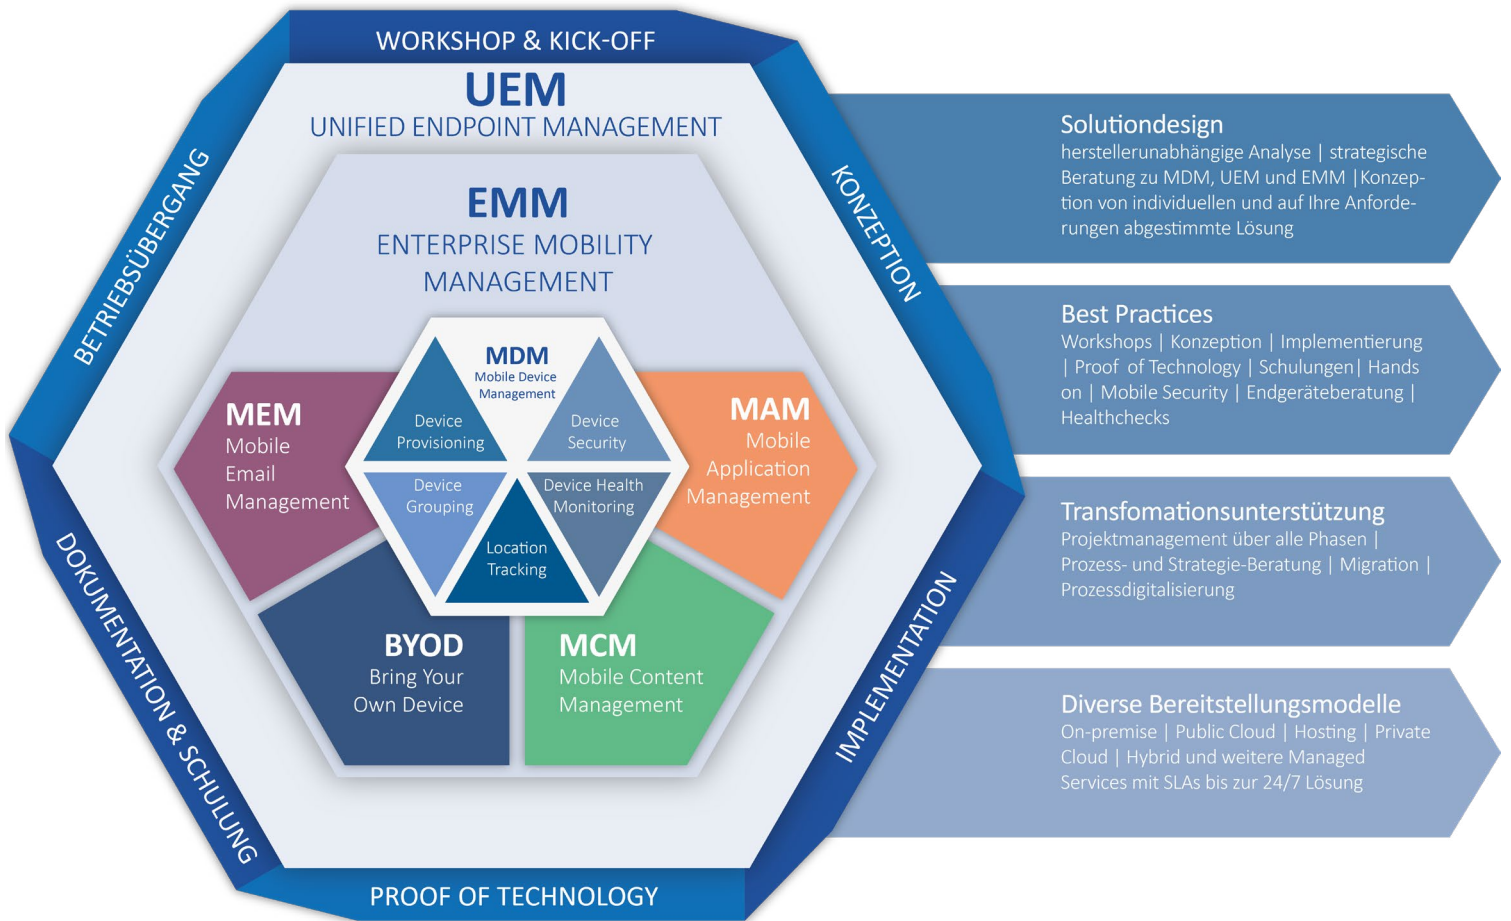 WORKSHOP & KICK-OFF
UEM
UNIFIED ENDPOINT MANAGEMENT
EMM
ENTERPRISE MOBILITY
MANAGEMENT
BETRIEBSÜBERGANG
KONZEPTION
MDM
Mobile Device
Management
Device
Provisioning
Device
Security
Device
Grouping
Device Health
Monitoring
Location
Tracking
MEM
Mobile
Email
Management
MAM
Mobile
Application
Management
BYOD
Bring Your
Own Device
MCM
Mobile Content
Management
DOKUMENTATION & SCHULUNG
IMPLEMENTATION
PROOF OF TECHNOLOGY
Solutiondesign
herstellerunabhängige Analyse | strategische
Beratung zu MDM, UEM und EMM |Konzep-
tion von individuellen und auf Ihre Anforde-
rungen abgestimmte Lösung
Best Practices
Workshops | Konzeption | Implementierung
| Proof of Technology | Schulungen| Hands
on | Mobile Security | Endgeräteberatung |
Healthchecks
Transfomationsunterstützung
Projektmanagement über alle Phasen |
Prozess- und Strategie-Beratung | Migration |
Prozessdigitalisierung
Diverse Bereitstellungsmodelle
On-premise | Public Cloud | Hosting | Private
Cloud | Hybrid und weitere Managed
Services mit SLAs bis zur 24/7 Lösung